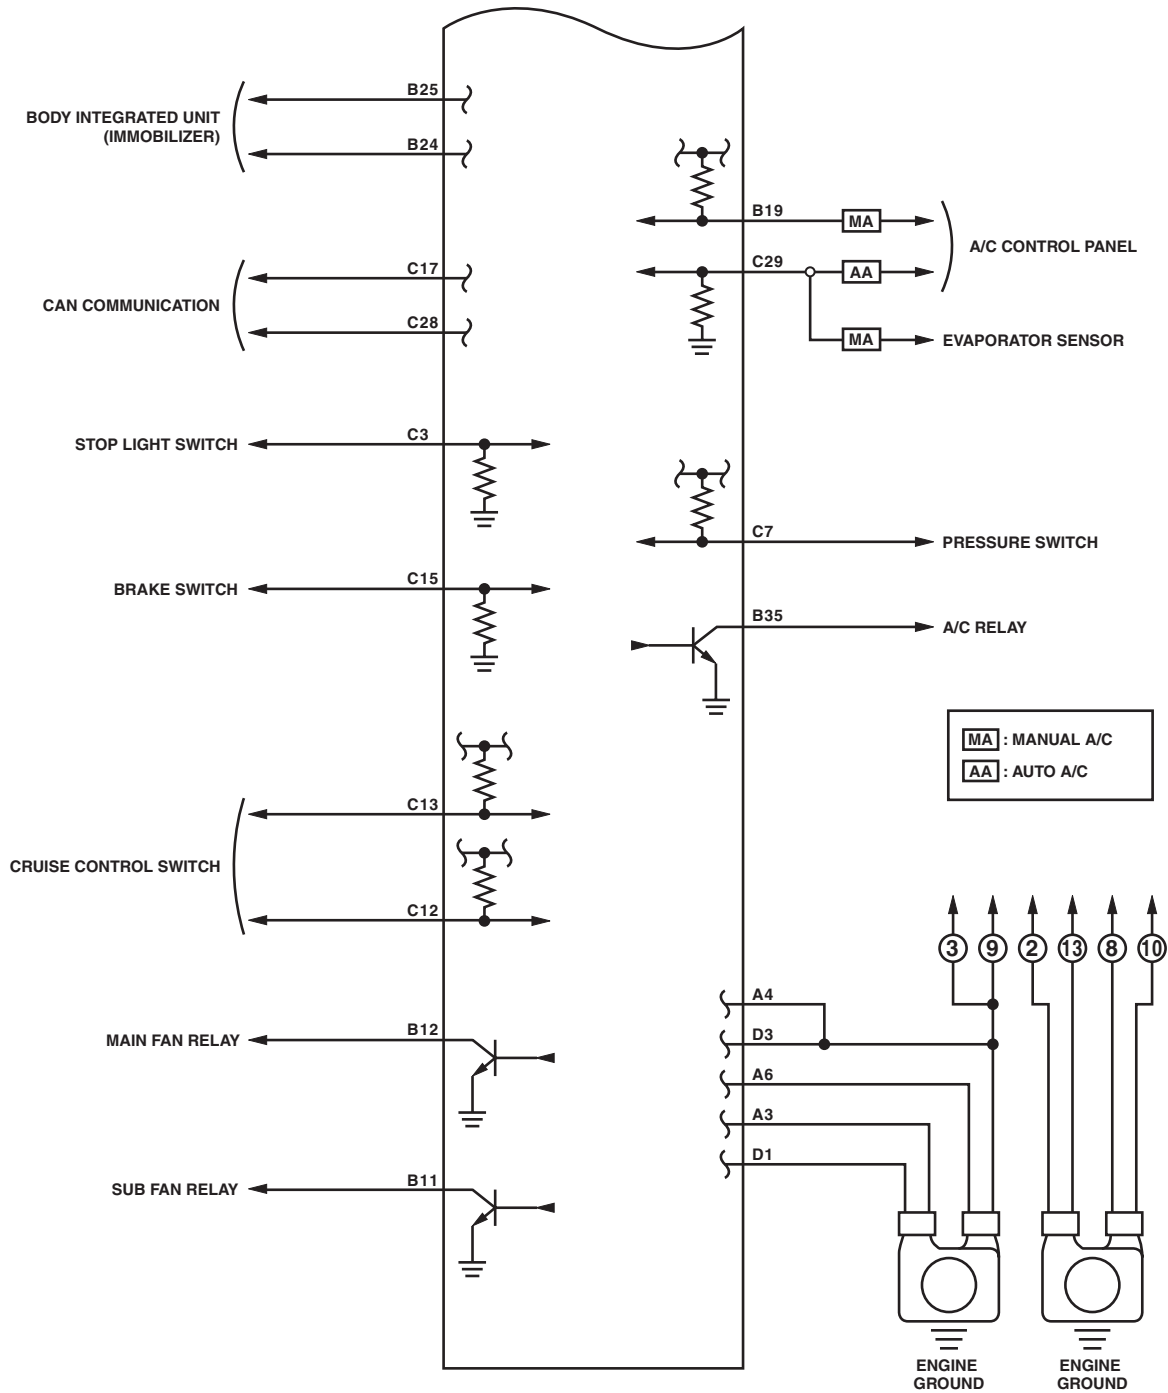 B25
BODY INTEGRATED UNIT
(IMMOBILIZER)
B24
B19
MA
A/C CONTROL PANEL
C29
AA
MA
EVAPORATOR SENSOR
C17
CAN COMMUNICATION
C28
C3
STOP LIGHT SWITCH
C7
PRESSURE SWITCH
C15
BRAKE SWITCH
B35
A/C RELAY
MA : MANUAL A/C
AA : AUTO A/C
C13
CRUISE CONTROL SWITCH
C12
3 9 2 13 8 10
A4
D3
A6
A3
D1
B12
MAIN FAN RELAY
B11
SUB FAN RELAY
ENGINE
GROUND
ENGINE
GROUND